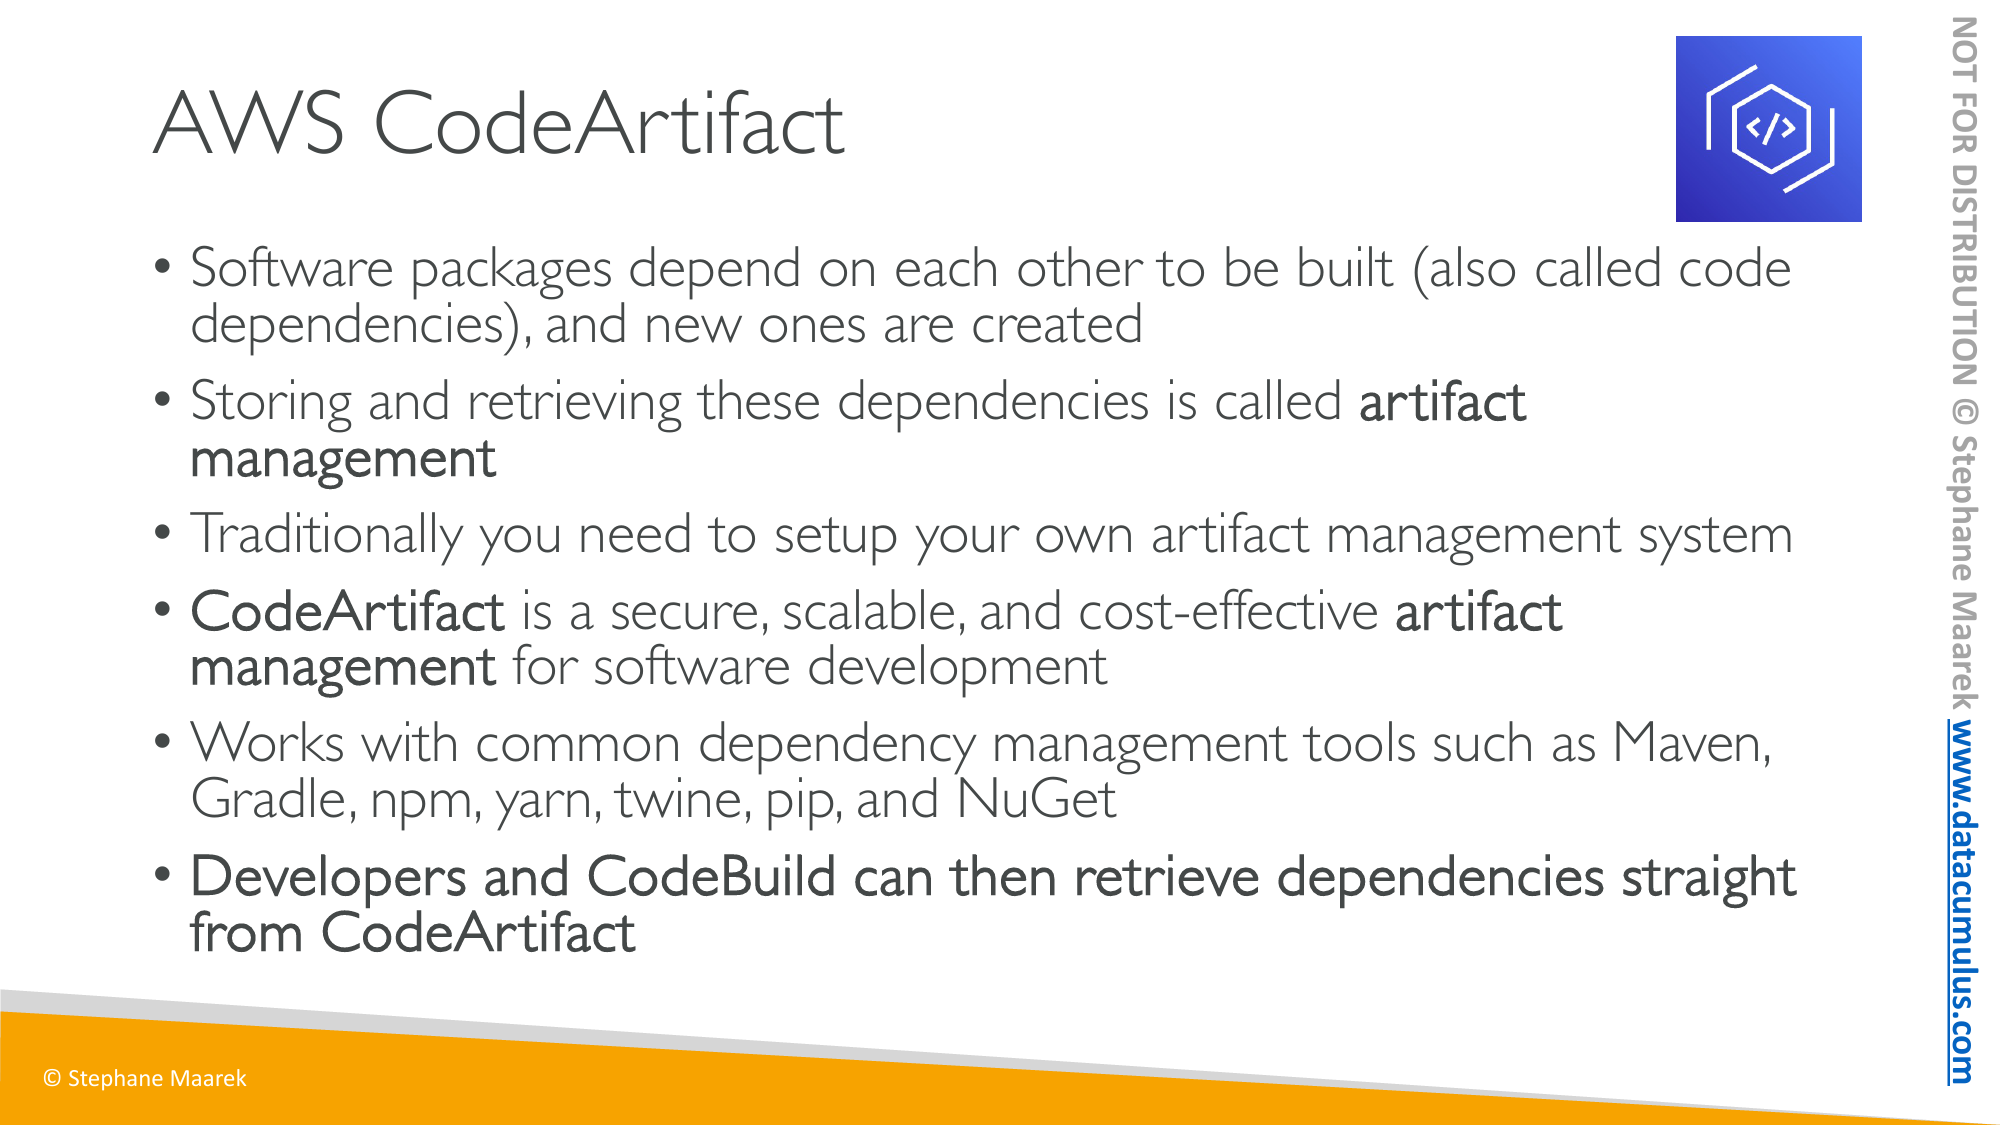 AWS CodeArtifact
</>
• Software packages depend on each other to be built (also called code
dependencies), and new ones are created
• Storing and retrieving these dependencies is called artifact
management
• Traditionally you need to setup your own artifact management system
• CodeArtifact is a secure, scalable, and cost-effective artifact
management for software development
• Works with common dependency management tools such as Maven,
Gradle, npm, yarn, twine, pip, and NuGet
• Developers and CodeBuild can then retrieve dependencies straight
from CodeArtifact
© Stephane Maarek
NOT FOR DISTRIBUTION © Stephane Maarek www.datacumulus.com